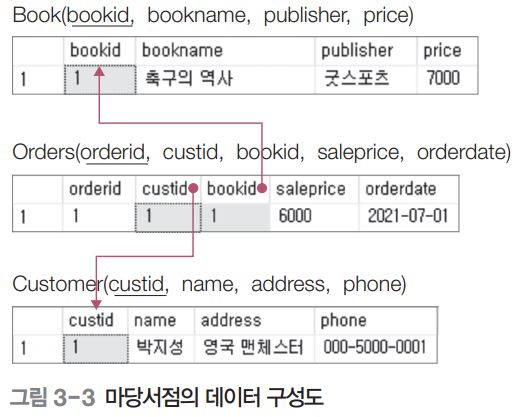 Book(bookid, bookname, publisher, price)
bookid bookname publisher price
1 1 축구의 역사 굿스포츠 7000
Orders(orderid, custid, bookid, saleprice, orderdate)
orderid custid bookid saleprice orderdate
1 1 1 1 6000 2021-07-01
Customer(custid, name, address, phone)
custid name address phone
1 1 박지성 영국 맨체스터 000-5000-0001
그림 3-3 마당서점의 데이터 구성도